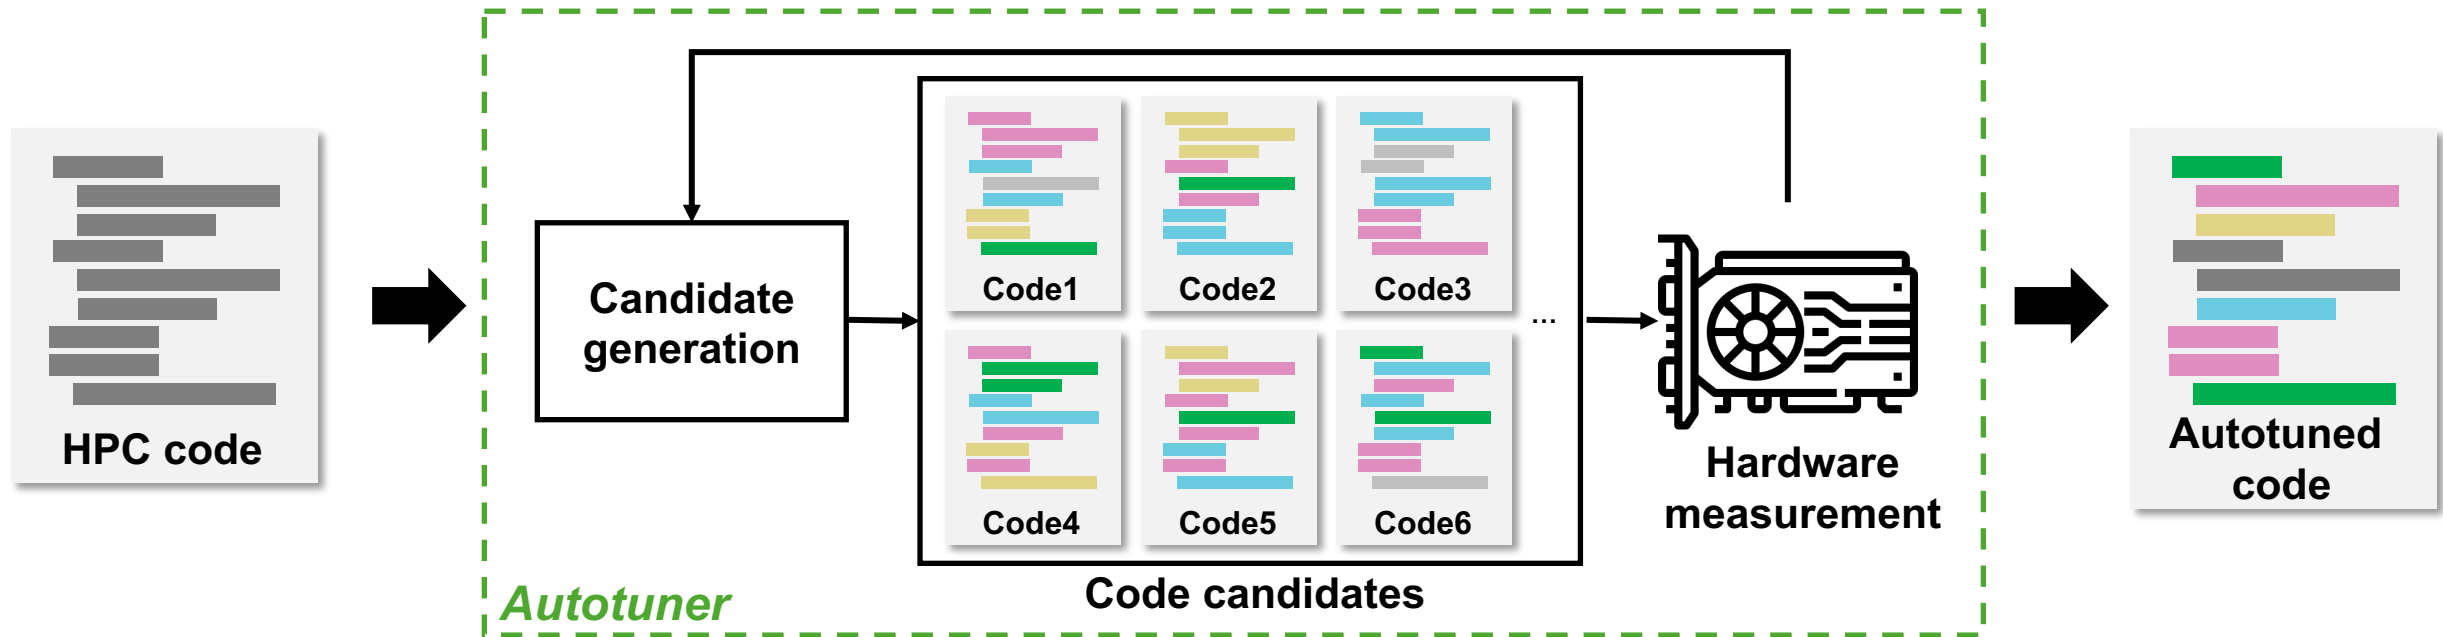 HPC code
Candidate
generation
Code1
Code2
Code3
...
Code4
Code5
Code6
Code candidates
Hardware
measurement
Autotuner
Autotuned
code